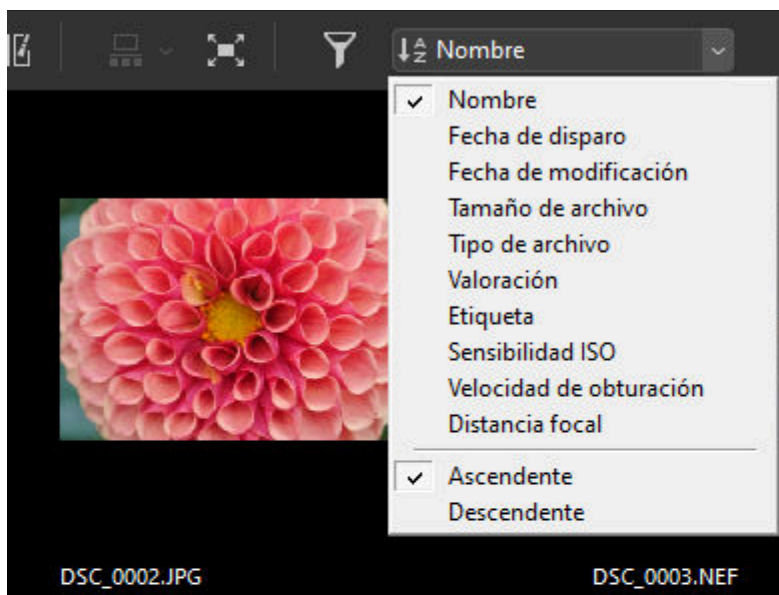 Nombre
Nombre
Fecha de disparo
Fecha de modificación
Tamaño de archivo
Tipo de archivo
Valoración
Etiqueta
Sensibilidad ISO
Velocidad de obturación
Distancia focal
Ascendente
Descendente
DSC_0002.JPG
DSC_0003.NEF